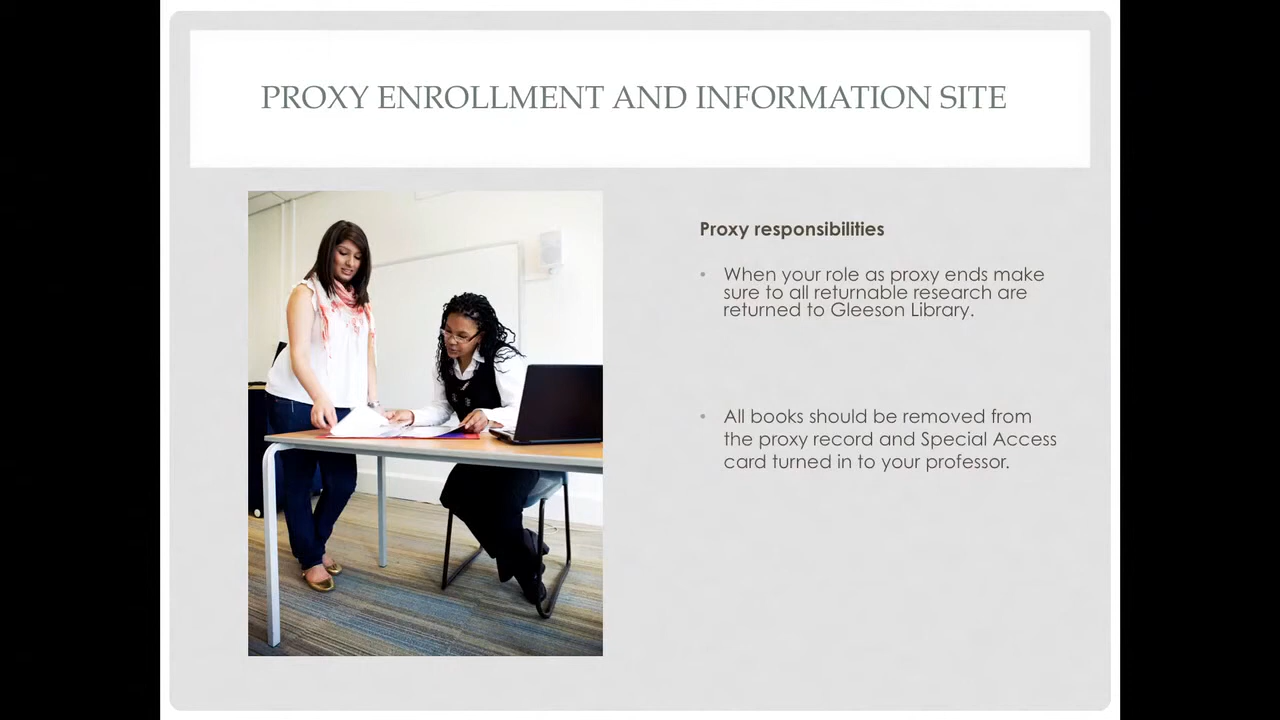 PROXY ENROLLMENT AND INFORMATION SITE
Proxy responsibilities
• When your role as proxy ends make
sure to all returnable research are
returned to Gleeson Library.
• All books should be removed from
the proxy record and Special Access
card turned in to your professor.